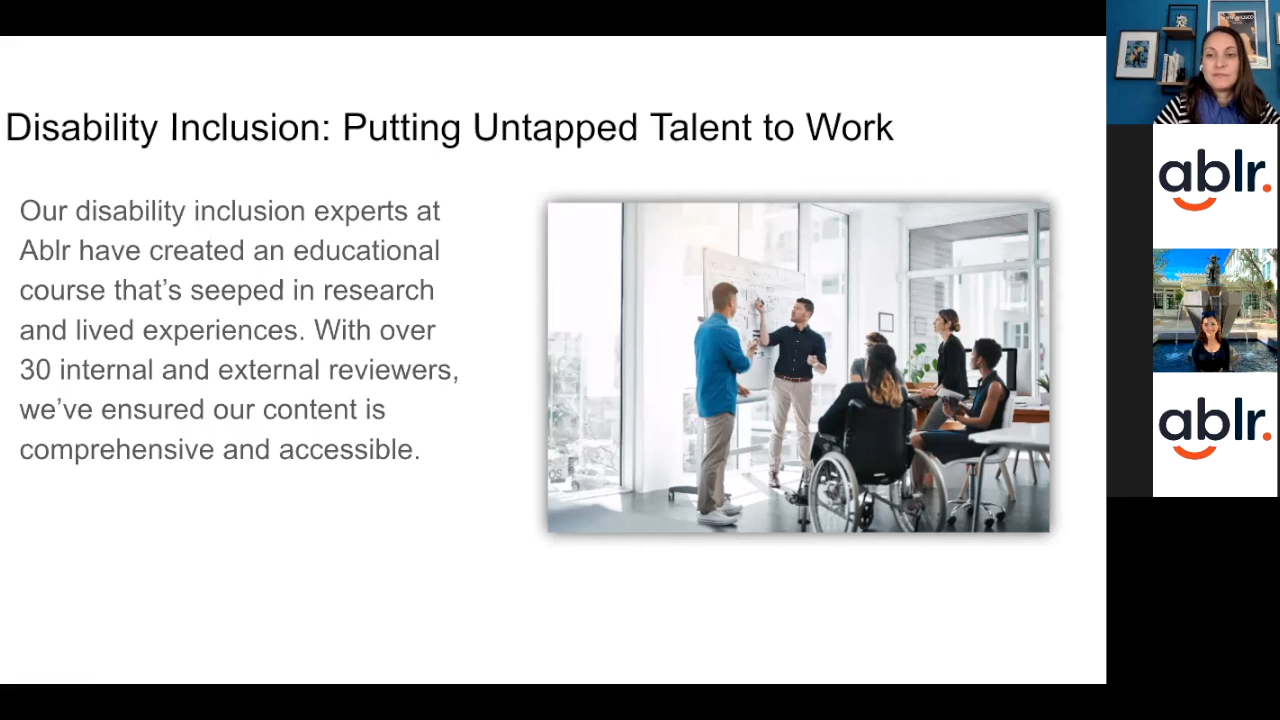 Disability Inclusion: Putting Untapped Talent to Work
Our disability inclusion experts at
Ablr have created an educational
course that’s seeped in research
and lived experiences. With over
30 internal and external reviewers,
we’ve ensured our content is
comprehensive and accessible.
ablr.
ablr.